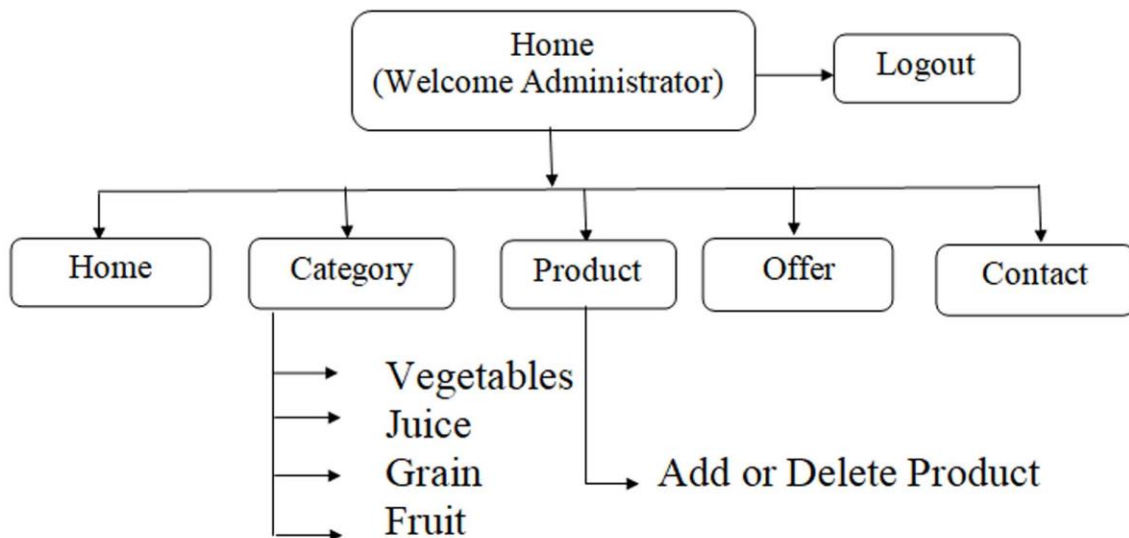 Home
(Welcome Administrator)
Logout
Home
Category
Product
Offer
Contact
Vegetables
Juice
Grain
Fruit
Add or Delete Product